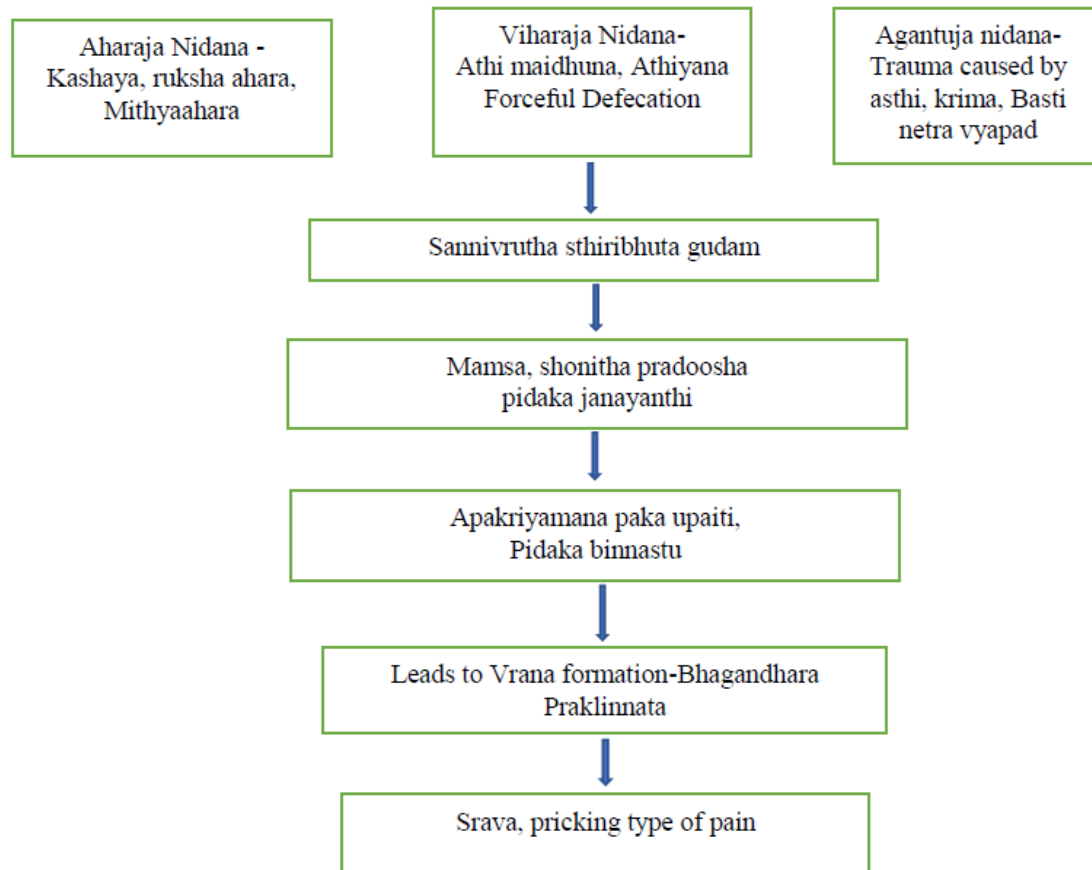 Aharaja Nidana -
Kashaya, ruksha ahara,
Mithyaahara
Viharaja Nidana-
Athi maidhuna, Athiyana
Forceful Defecation
Agantuja nidana-
Trauma caused by
asthi, krima, Basti
netra vyapad
Sannivrutha sthiribhuta gudam
Mamsa, shonitha pradoosha
pidaka janayanthi
Apakriyamana paka upaiti,
Pidaka binnastu
Leads to Vrana formation-Bhagandhara
Praklinnata
Srava, pricking type of pain